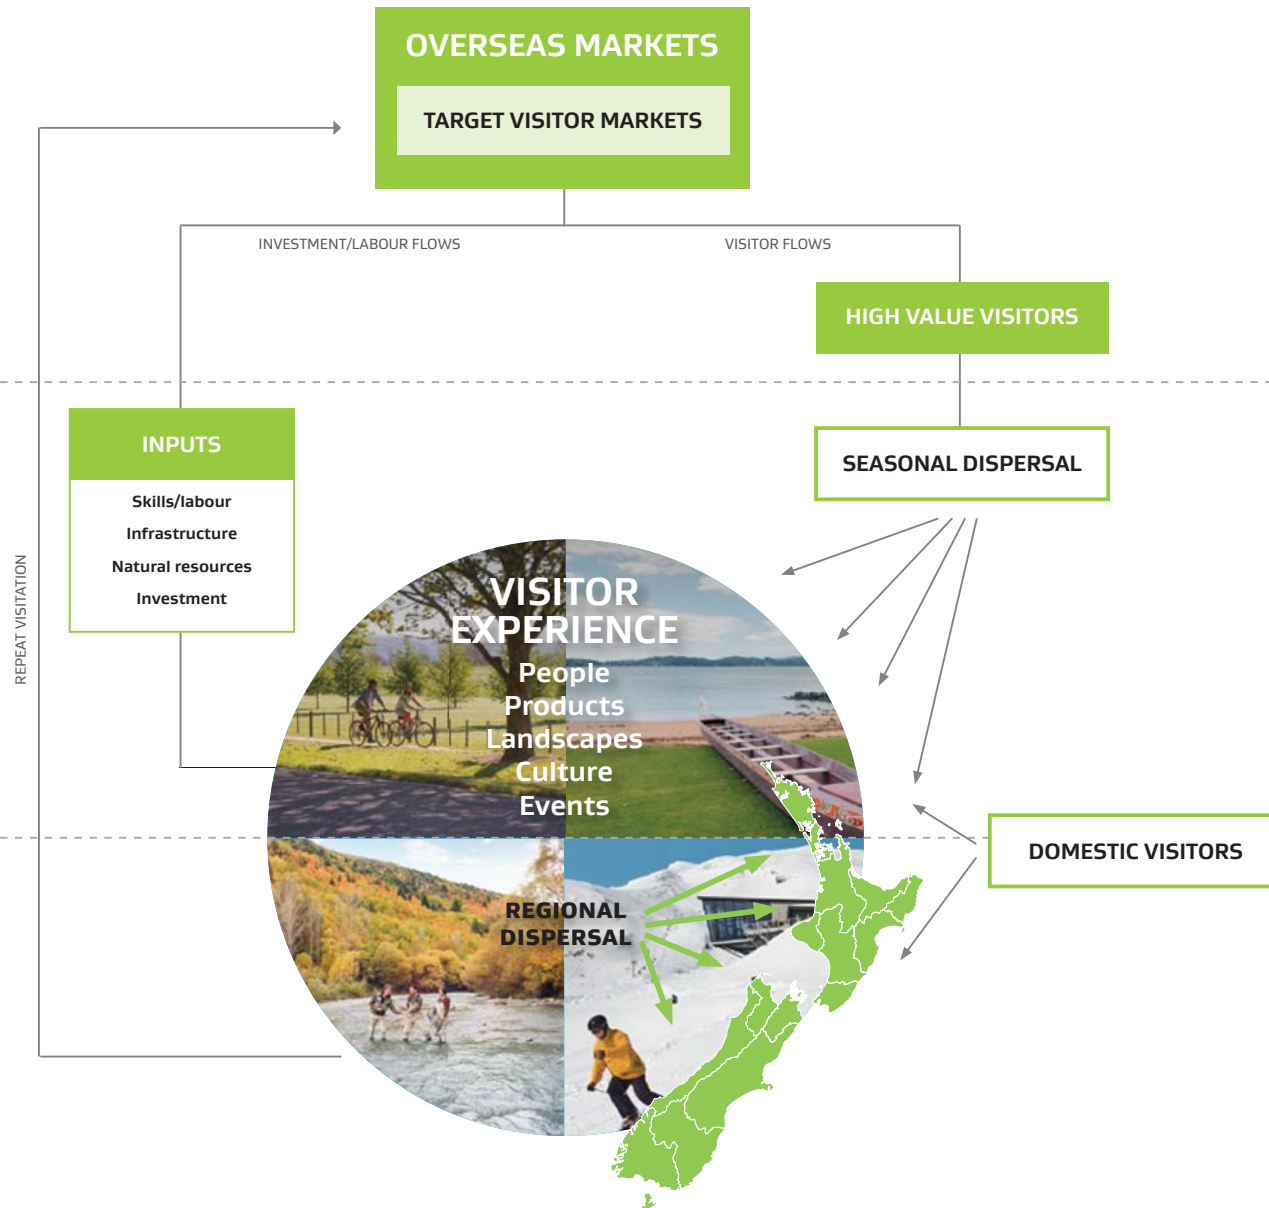 OVERSEAS MARKETS
TARGET VISITOR MARKETS
INVESTMENT/LABOUR FLOWS
VISITOR FLOWS
HIGH VALUE VISITORS
INPUTS
Skills/labour
Infrastructure
Natural resources
Investment
SEASONAL DISPERSAL
REPEAT VISITATION
VISITOR
EXPERIENCE
People
Products
Landscapes
Culture
Events
DOMESTIC VISITORS
REGIONAL
DISPERSAL